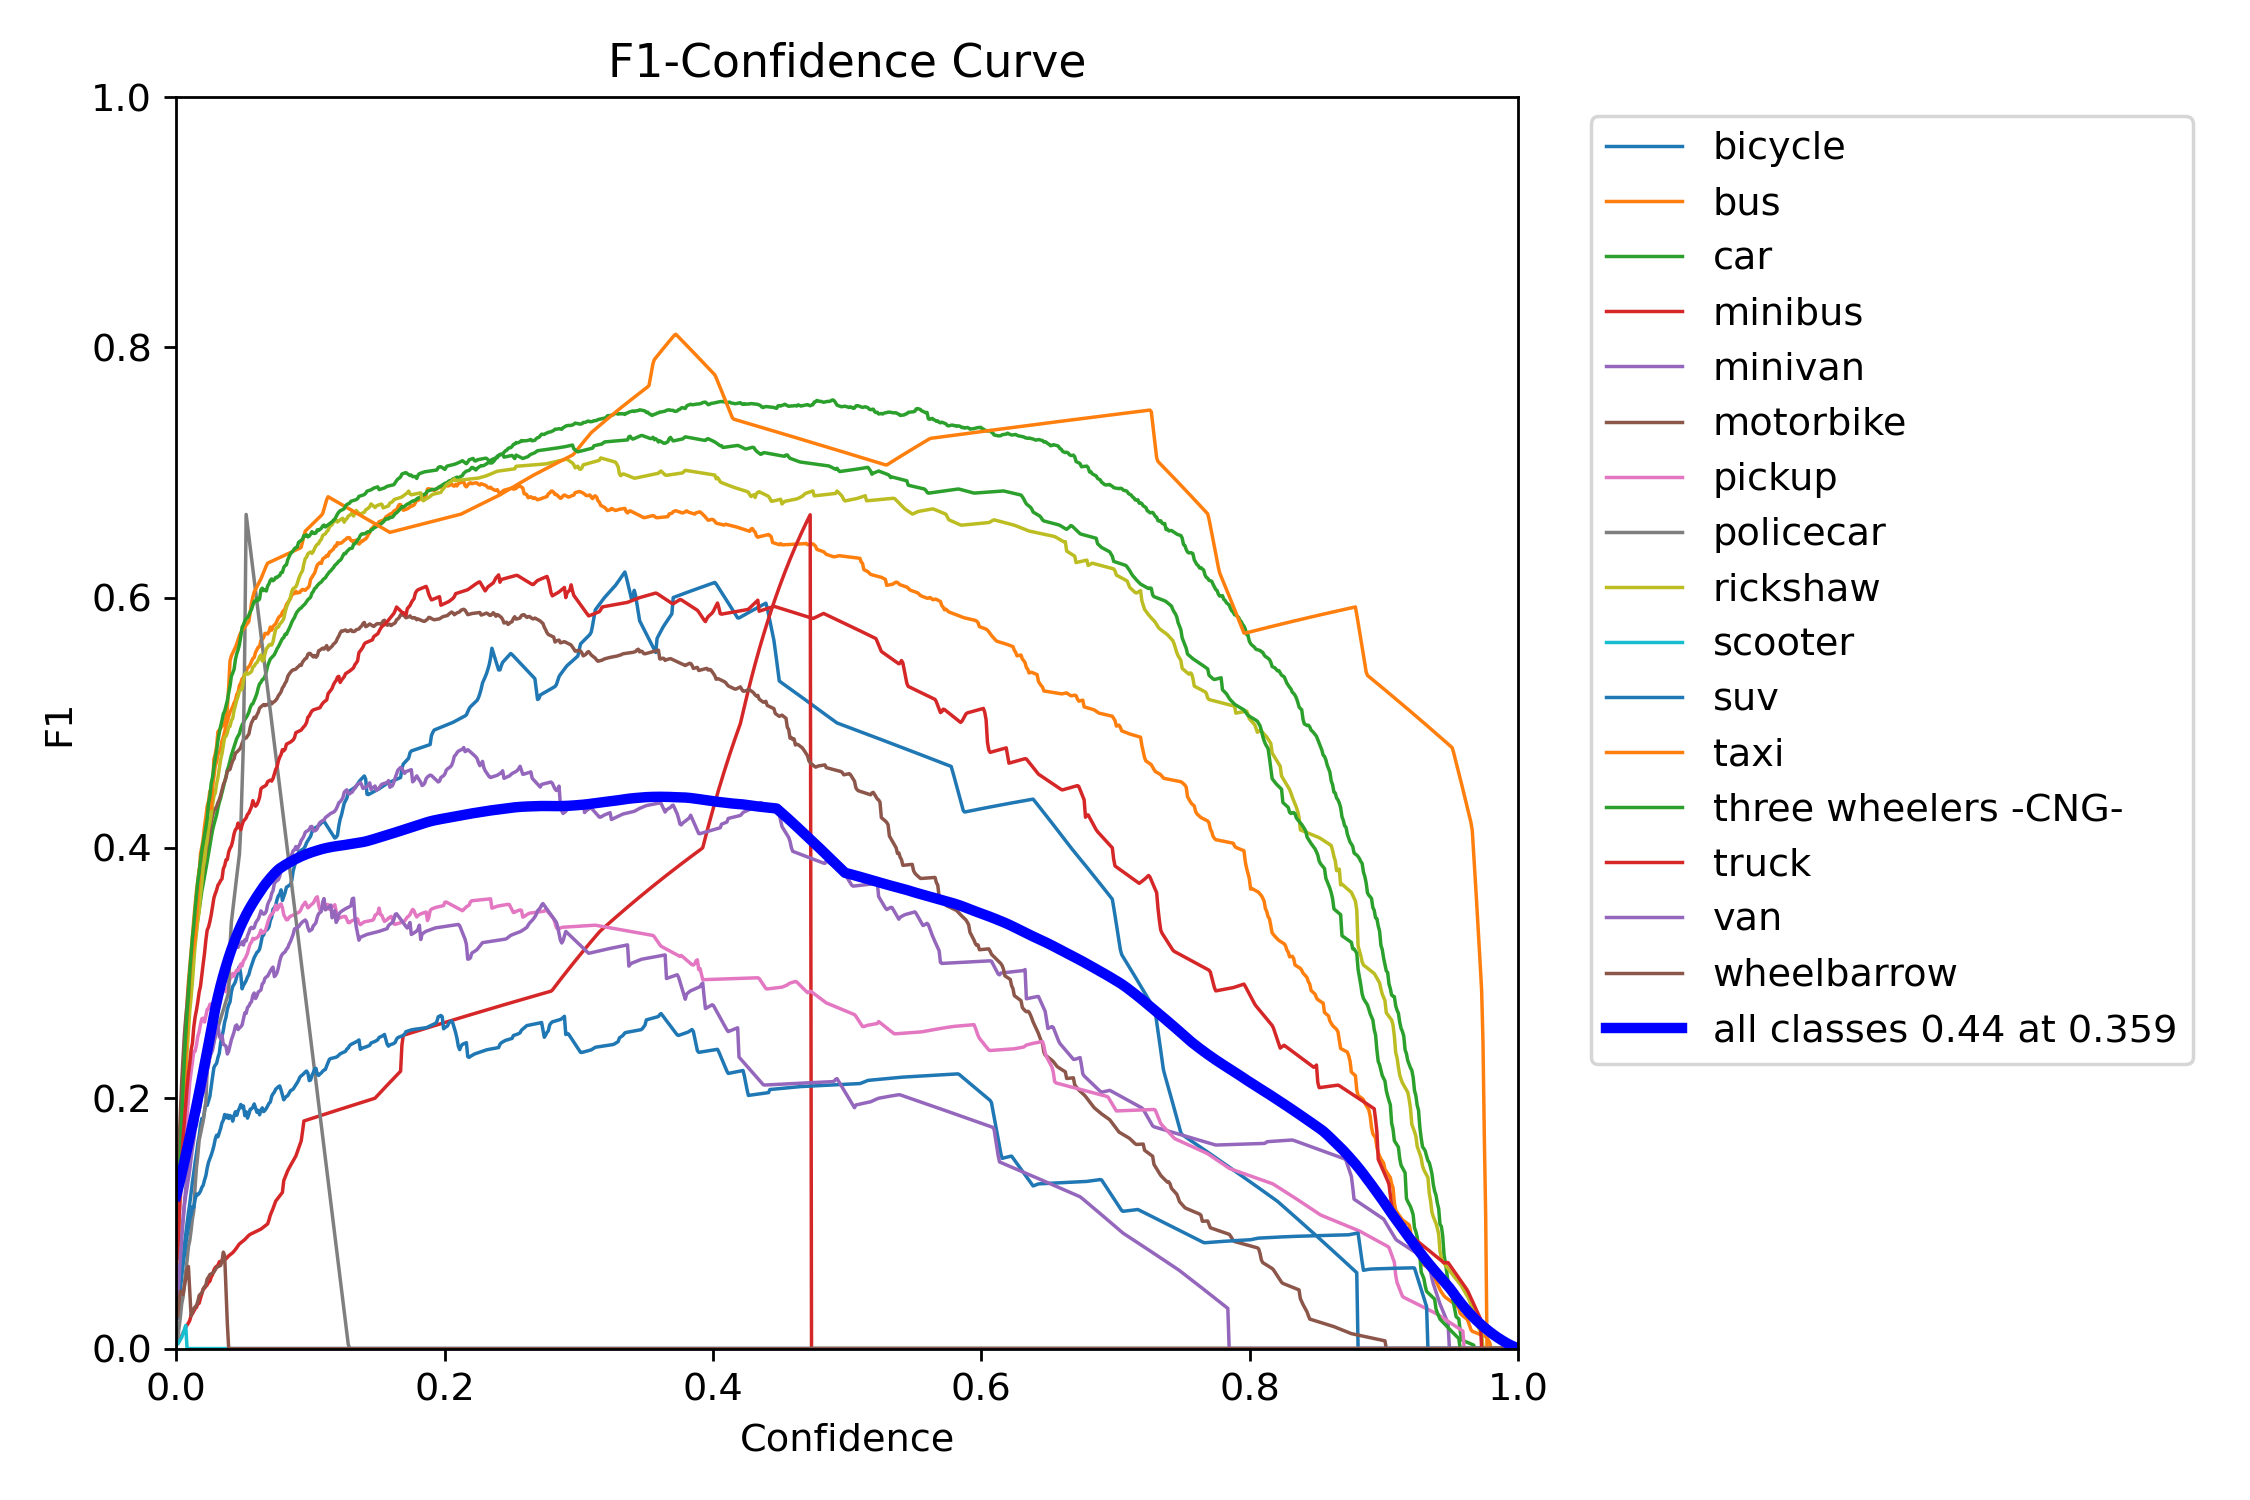 F1-Confidence Curve
1.0
0.8
0.6
0.4
0.2
0.0
F1
0.0 0.2 0.4 0.6 0.8 1.0
Confidence
bicycle
bus
car
minibus
minivan
motorbike
pickup
policecar
rickshaw
scooter
suv
taxi
three wheelers -CNG-
truck
van
wheelbarrow
all classes 0.44 at 0.359